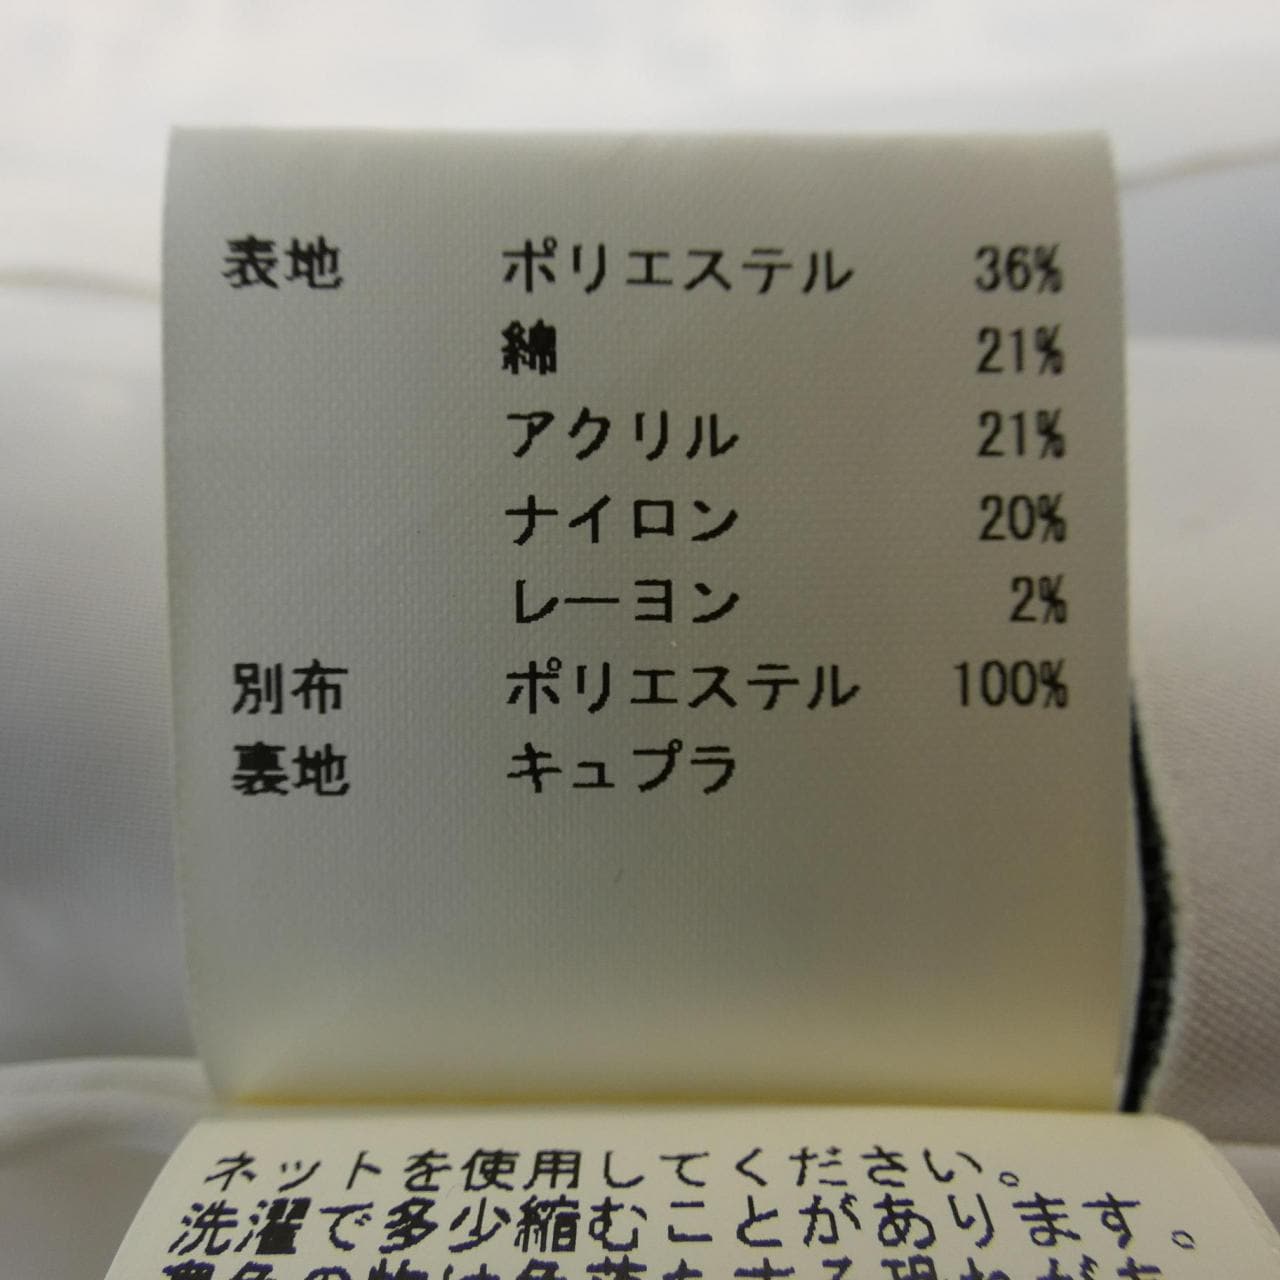 表地 ポリエステル 36%
綿 21%
アクリル 21%
ナイロン 20%
レーヨン 2%
別布 ポリエステル 100%
裏地 キュプラ
ネットを使用してください。
洗濯で多少縮むことがあります。